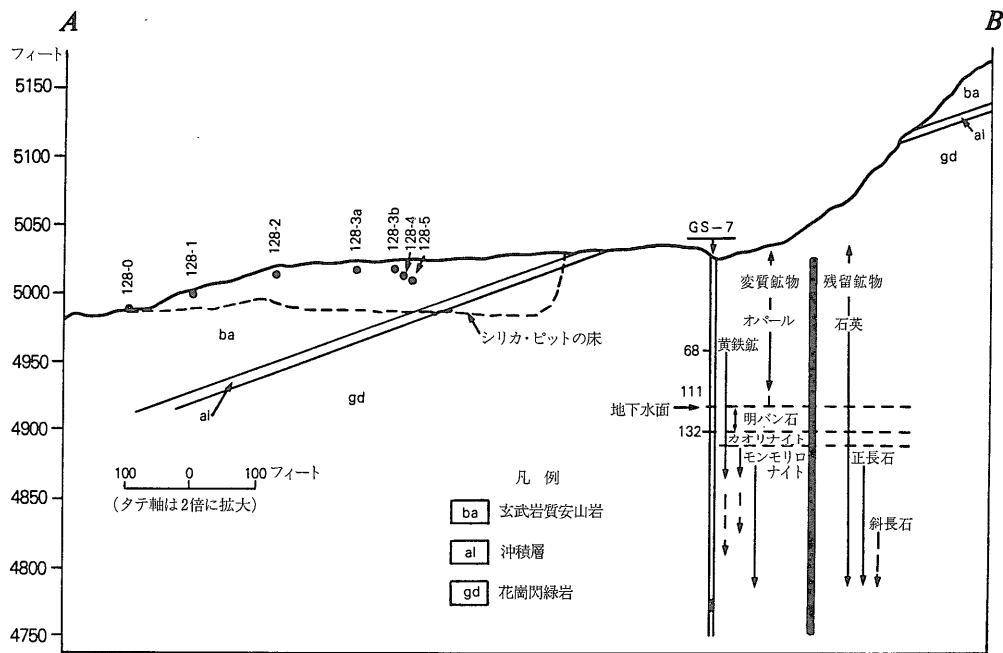 A
B
フィート
5150
5100
5050
5000
4950
4900
4850
4800
4750
128-0
128-1
128-2
128-3a
128-3b
128-4
128-5
GS-7
ba
al
gd
変質鉱物
残留鉱物
オパール
石英
黄鉄鉱
シリカ・ピットの床
ba
68
gd
al
111
地下水面
明バン石
132
カオリナイト
モンモリロ
ナイト
正長石
斜長石
100 0 100 フィート
(タテ軸は2倍に拡大)
凡例
ba 玄武岩質安山岩
al 沖積層
gd 花崗閃緑岩